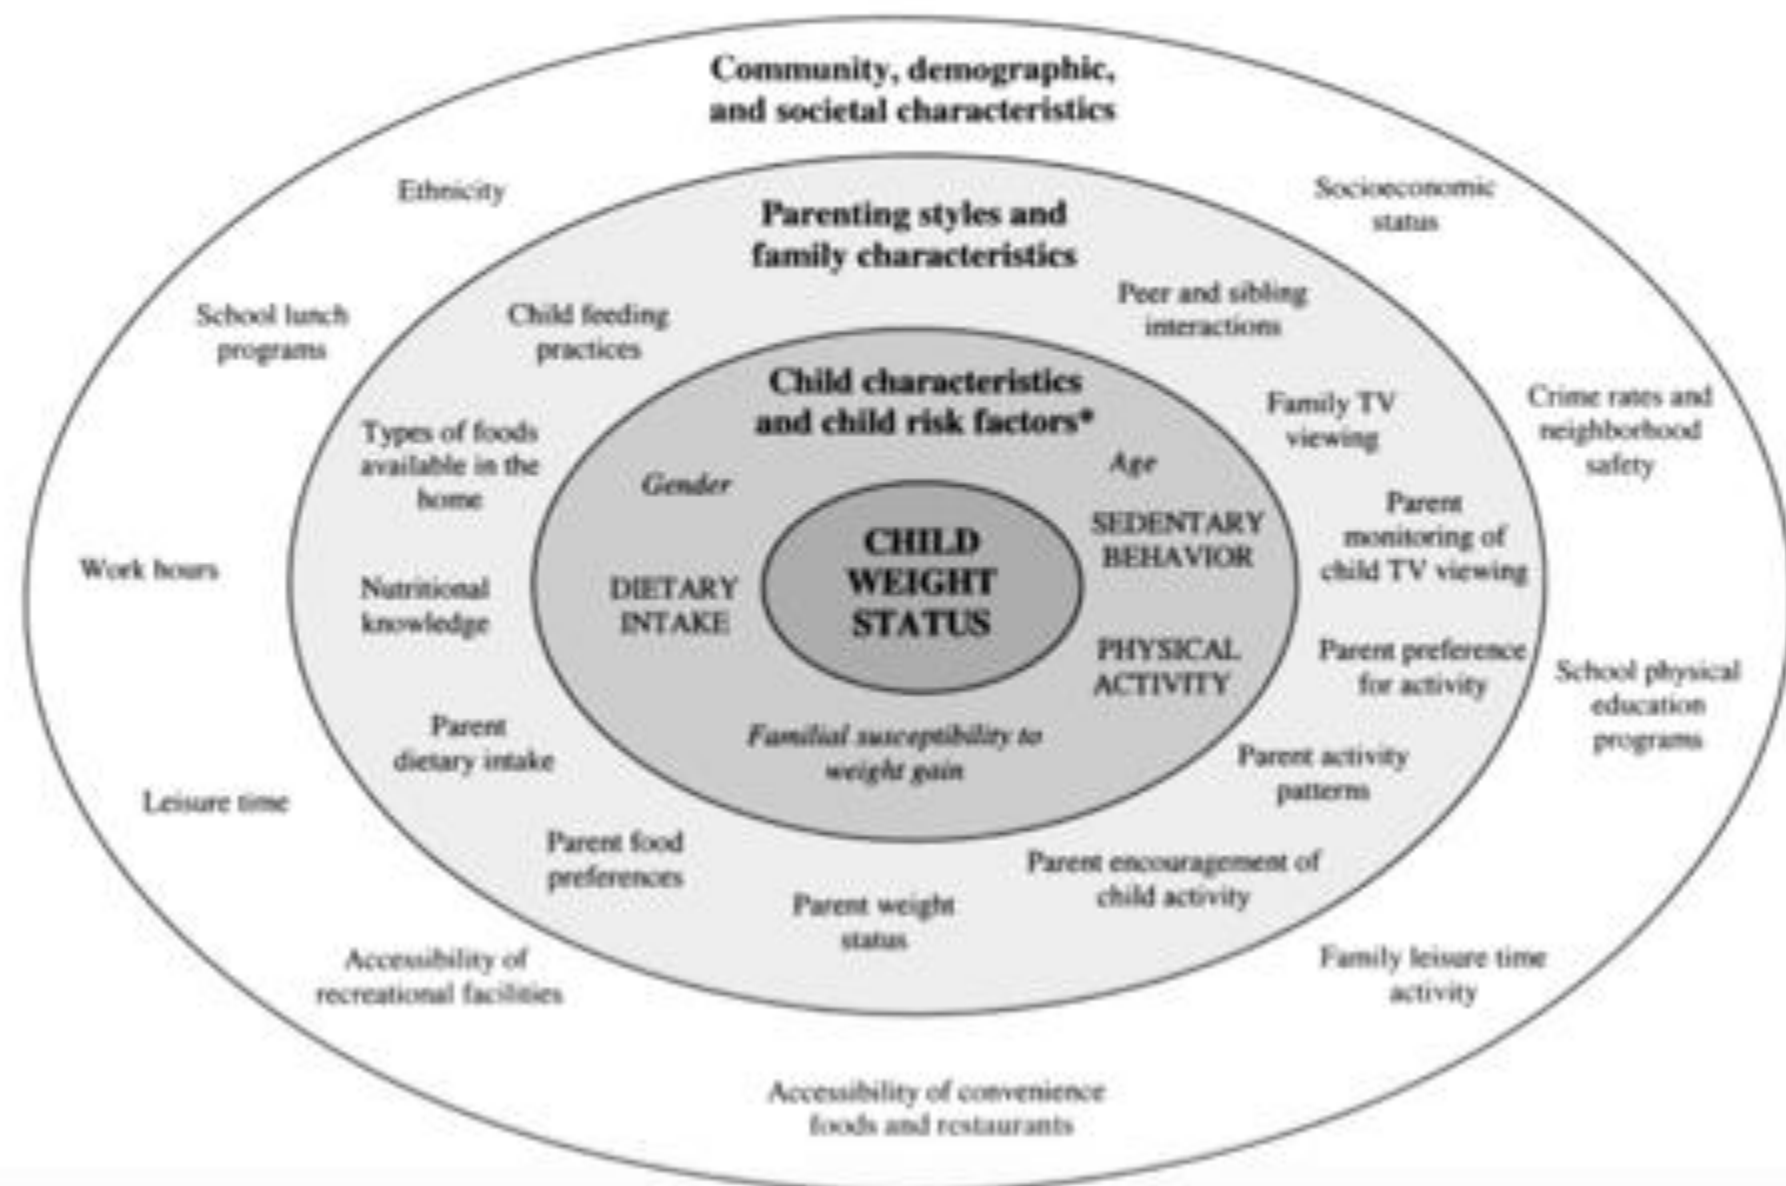 Community, demographic,
and societal characteristics
Ethnicity
Socioeconomic
status
School lunch
programs
Crime rates and
neighborhood
safety
Work hours
School physical
education
programs
Leisure time
Accessibility of
recreational facilities
Family leisure time
activity
Accessibility of convenience
foods and restaurants
Parenting styles and
family characteristics
Child feeding
practices
Peer and sibling
interactions
Types of foods
available in the
home
Family TV
viewing
Nutritional
knowledge
Parent
monitoring of
child TV viewing
Parent preference
for activity
Parent
dietary intake
Parent activity
patterns
Parent food
preferences
Parent weight
status
Parent encouragement of
child activity
Child characteristics
and child risk factors*
Gender
Age
DIETARY
INTAKE
SEDENTARY
BEHAVIOR
PHYSICAL
ACTIVITY
Familial susceptibility to
weight gain
CHILD
WEIGHT
STATUS